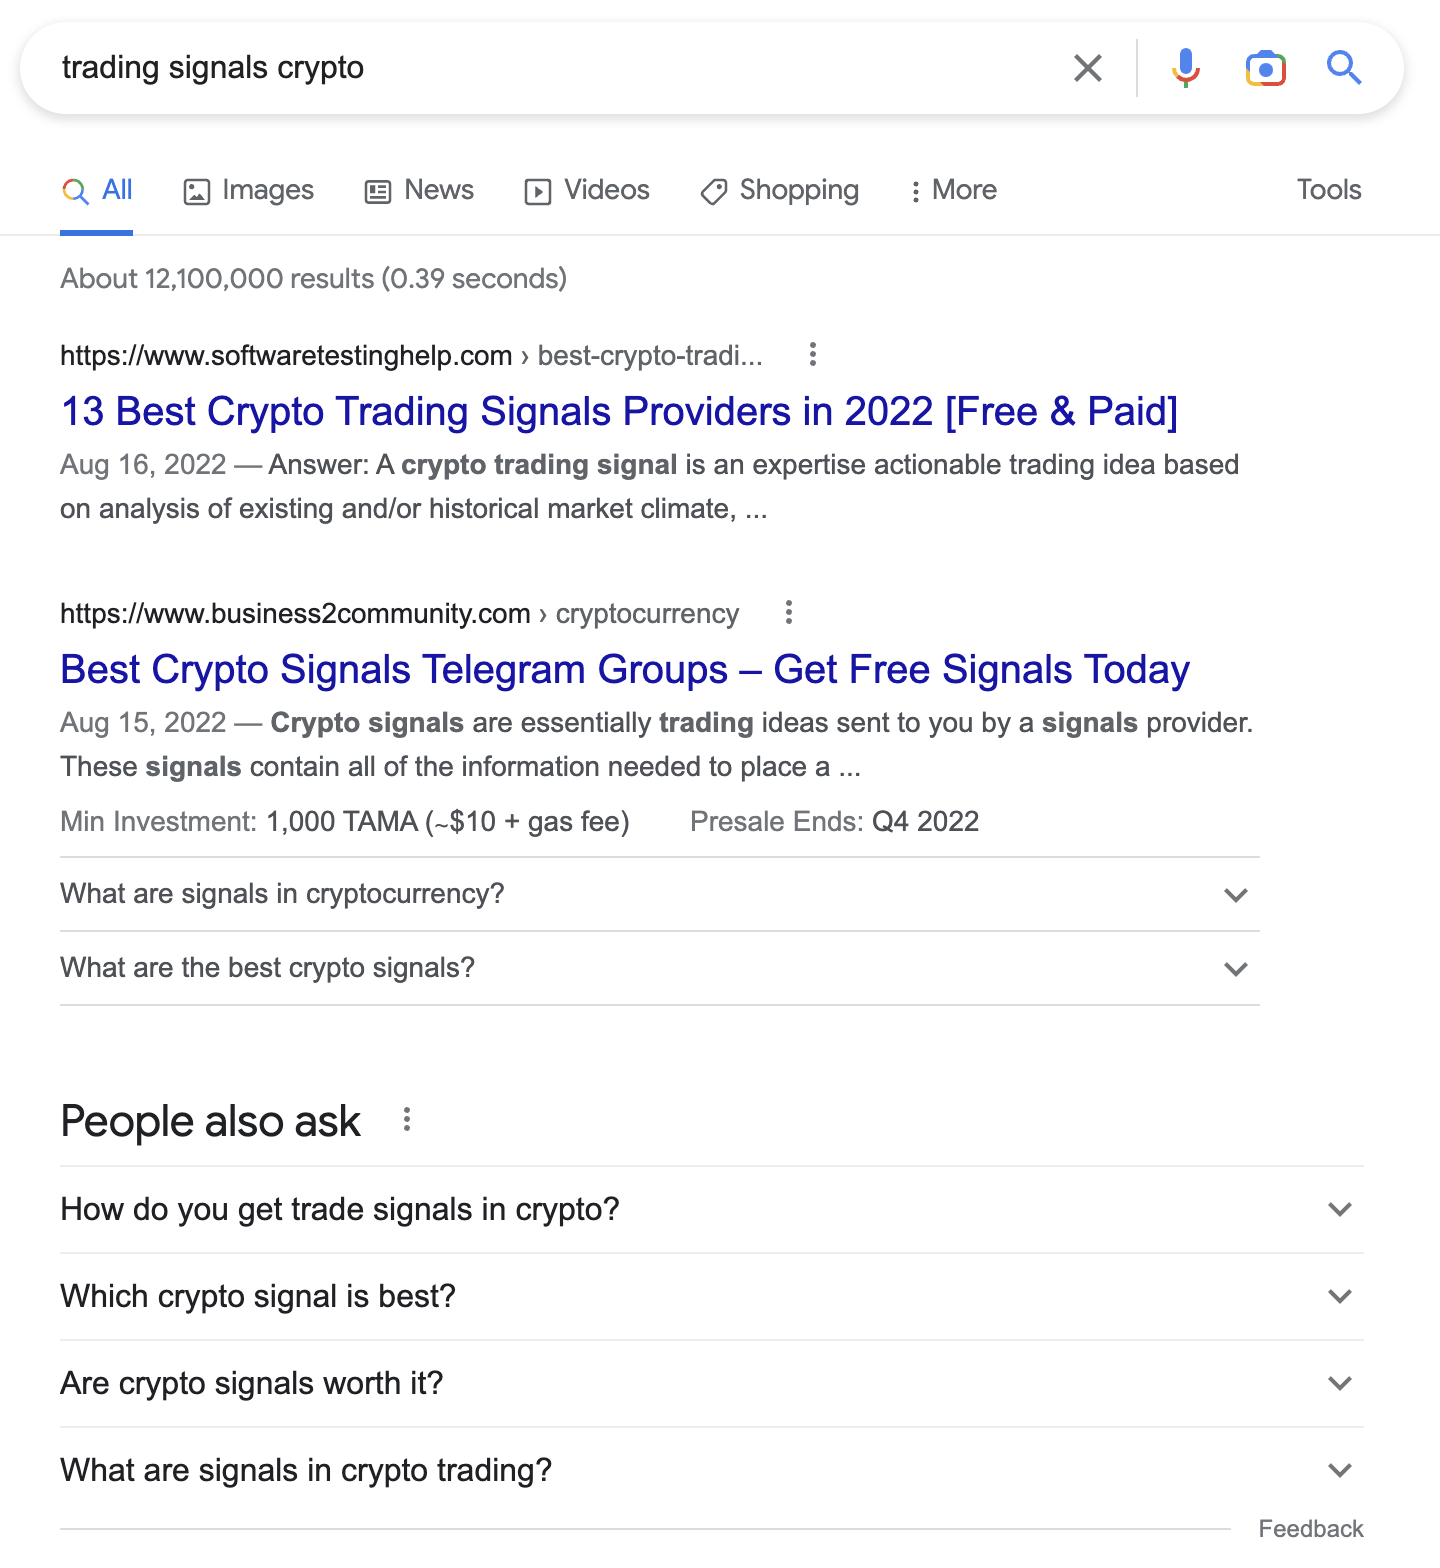 trading signals crypto
All Images News Videos Shopping More Tools
About 12,100,000 results (0.39 seconds)
https://www.softwaretestinghelp.com › best-crypto-tradi...
13 Best Crypto Trading Signals Providers in 2022 [Free & Paid]
Aug 16, 2022 — Answer: A crypto trading signal is an expertise actionable trading idea based
on analysis of existing and/or historical market climate, ...
https://www.business2community.com › cryptocurrency
Best Crypto Signals Telegram Groups – Get Free Signals Today
Aug 15, 2022 — Crypto signals are essentially trading ideas sent to you by a signals provider.
These signals contain all of the information needed to place a ...
Min Investment: 1,000 TAMA (~$10 + gas fee) Presale Ends: Q4 2022
What are signals in cryptocurrency?
What are the best crypto signals?
People also ask
How do you get trade signals in crypto?
Which crypto signal is best?
Are crypto signals worth it?
What are signals in crypto trading?
Feedback